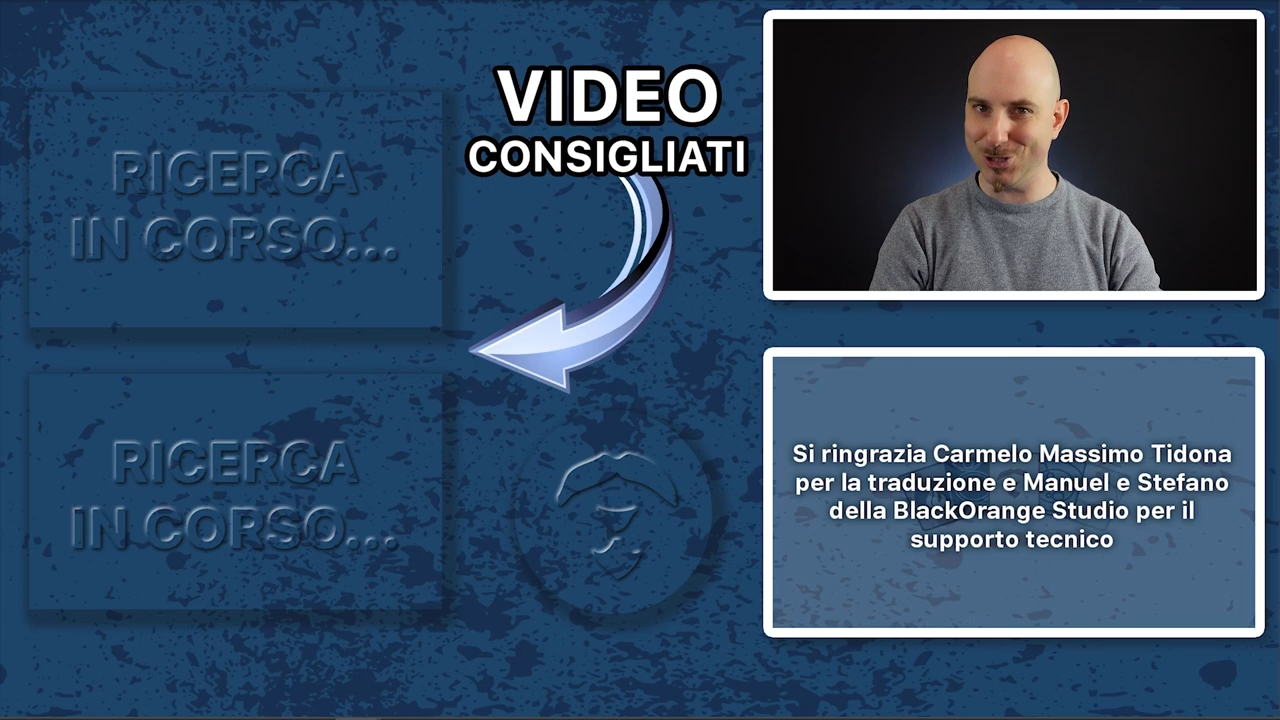 VIDEO
CONSIGLIATI
RICERCA
IN CORSO...
RICERCA
IN CORSO...
Si ringrazia Carmelo Massimo Tidona
per la traduzione e Manuel e Stefano
della BlackOrange Studio per il
supporto tecnico